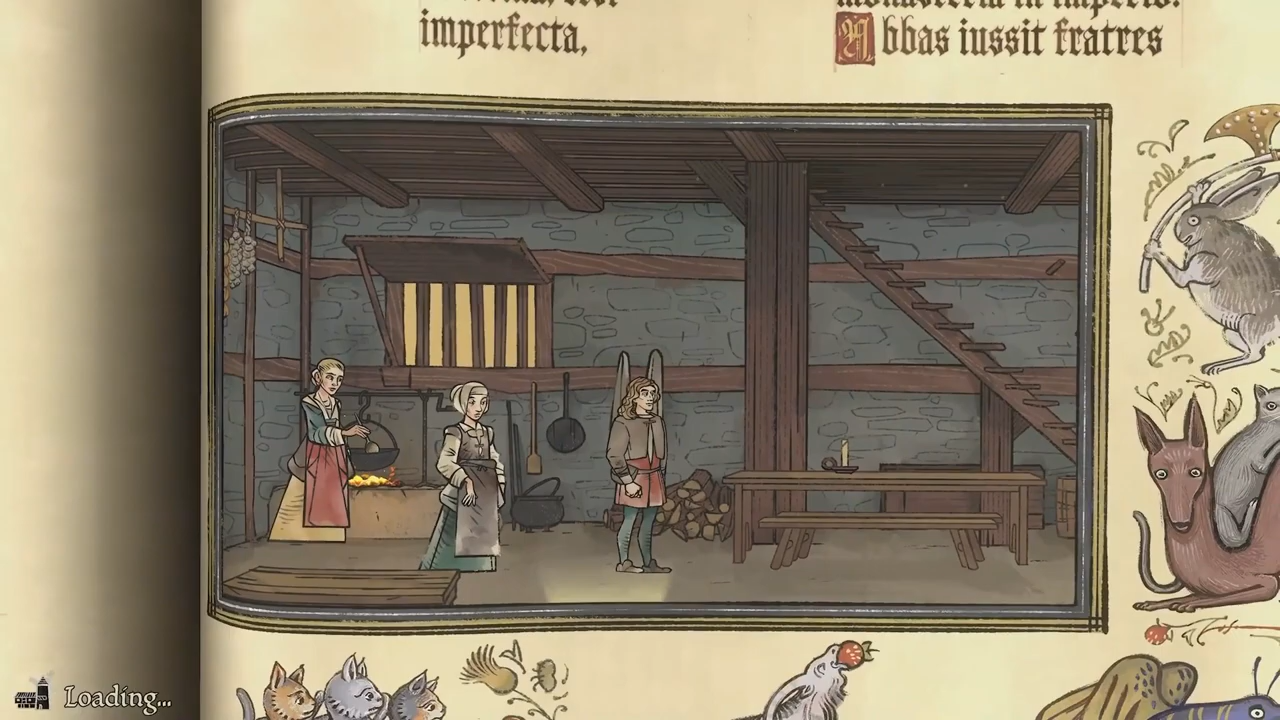 imperfecta,
Abbas iussit fratres
Loading...